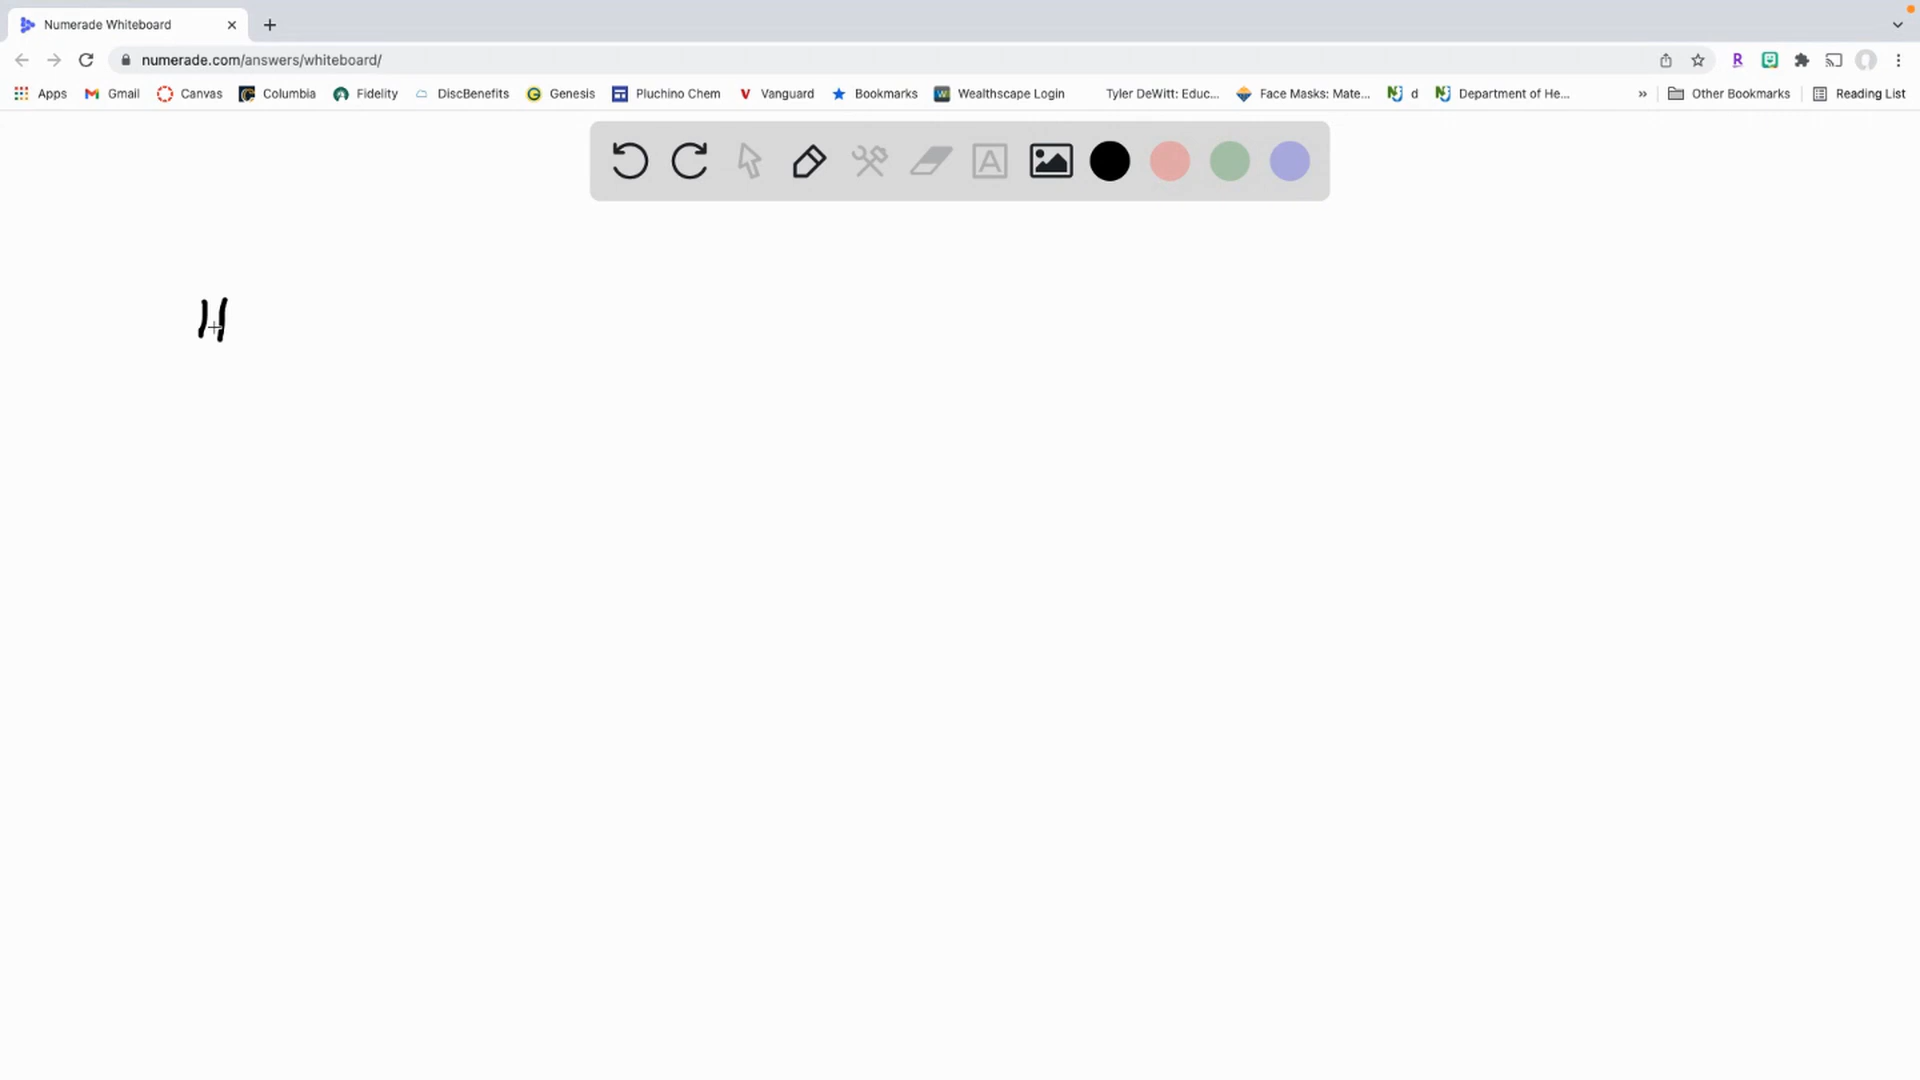 Numerade Whiteboard
numerade.com/answers/whiteboard/
Apps Gmail Canvas Columbia Fidelity DiscBenefits Genesis Pluchino Chem Vanguard Bookmarks Wealthscape Login Tyler DeWitt: Educ... Face Masks: Mate... d Department of He... » Other Bookmarks Reading List
A